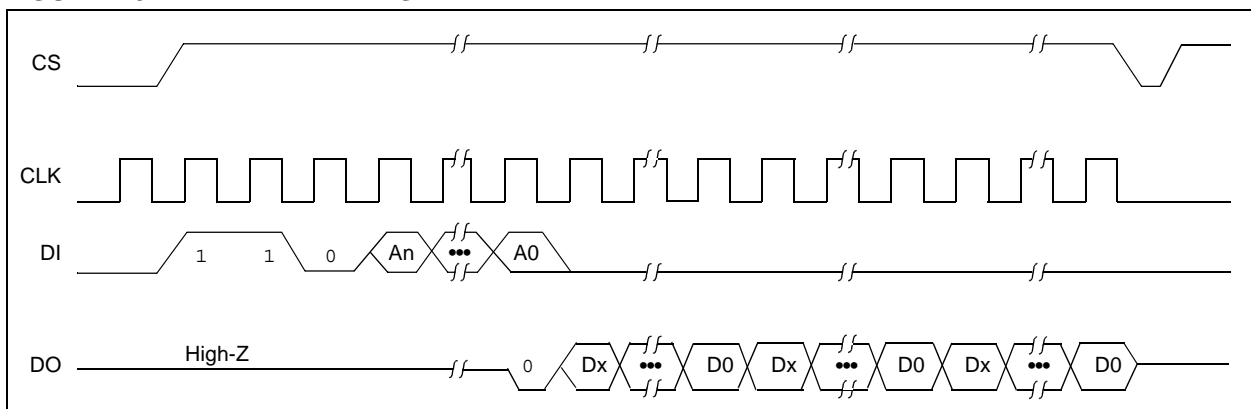 CS
CLK
DI 1 1 0 An ••• A0
High-Z
DO 0 Dx ••• D0 Dx ••• D0 Dx ••• D0